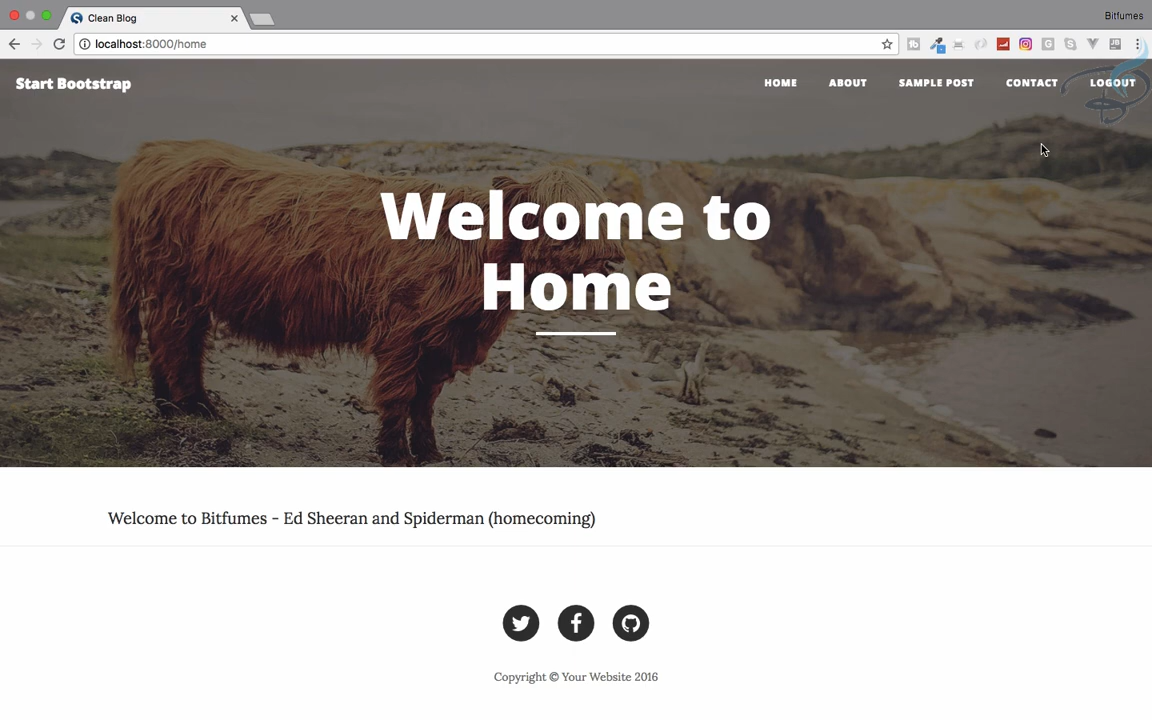 Clean Blog
Bitfumes
localhost:8000/home
Start Bootstrap
HOME
ABOUT
SAMPLE POST
CONTACT
LOGOUT
Welcome to
Home
Welcome to Bitfumes - Ed Sheeran and Spiderman (homecoming)
Copyright © Your Website 2016